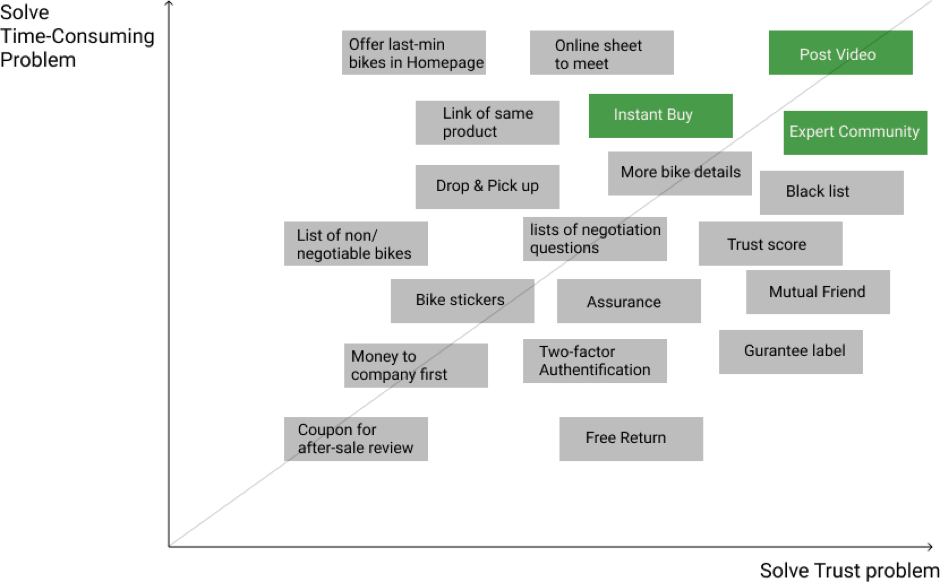 Solve
Time-Consuming
Problem
Offer last-min
bikes in Homepage
Online sheet
to meet
Post Video
Link of same
product
Instant Buy
Expert Community
Drop & Pick up
More bike details
Black list
List of non/
negotiable bikes
lists of negotiation
questions
Trust score
Bike stickers
Assurance
Mutual Friend
Money to
company first
Two-factor
Authentification
Gurantee label
Coupon for
after-sale review
Free Return
Solve Trust problem